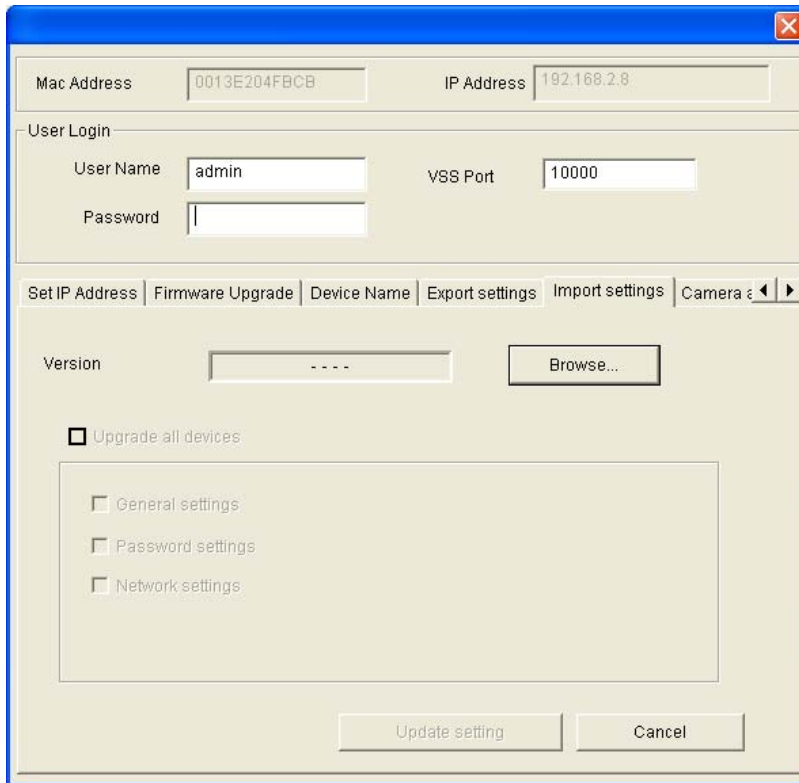 Mac Address 0013E204FBCB IP Address 192.168.2.8
User Login
User Name admin VSS Port 10000
Password
Set IP Address Firmware Upgrade Device Name Export settings Import settings Camera a
Version - - - - Browse...
Upgrade all devices
General settings
Password settings
Network settings
Update setting Cancel